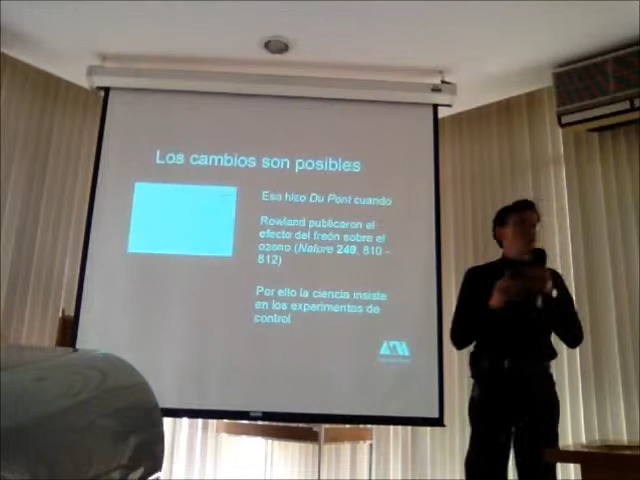 Los cambios son posibles
Eso hizo Du Pont cuando
Rowland publicaron el
efecto del freón sobre el
ozono (Nature 249, 810 -
812)
Por ello la ciencia insiste
en los experimentos de
control